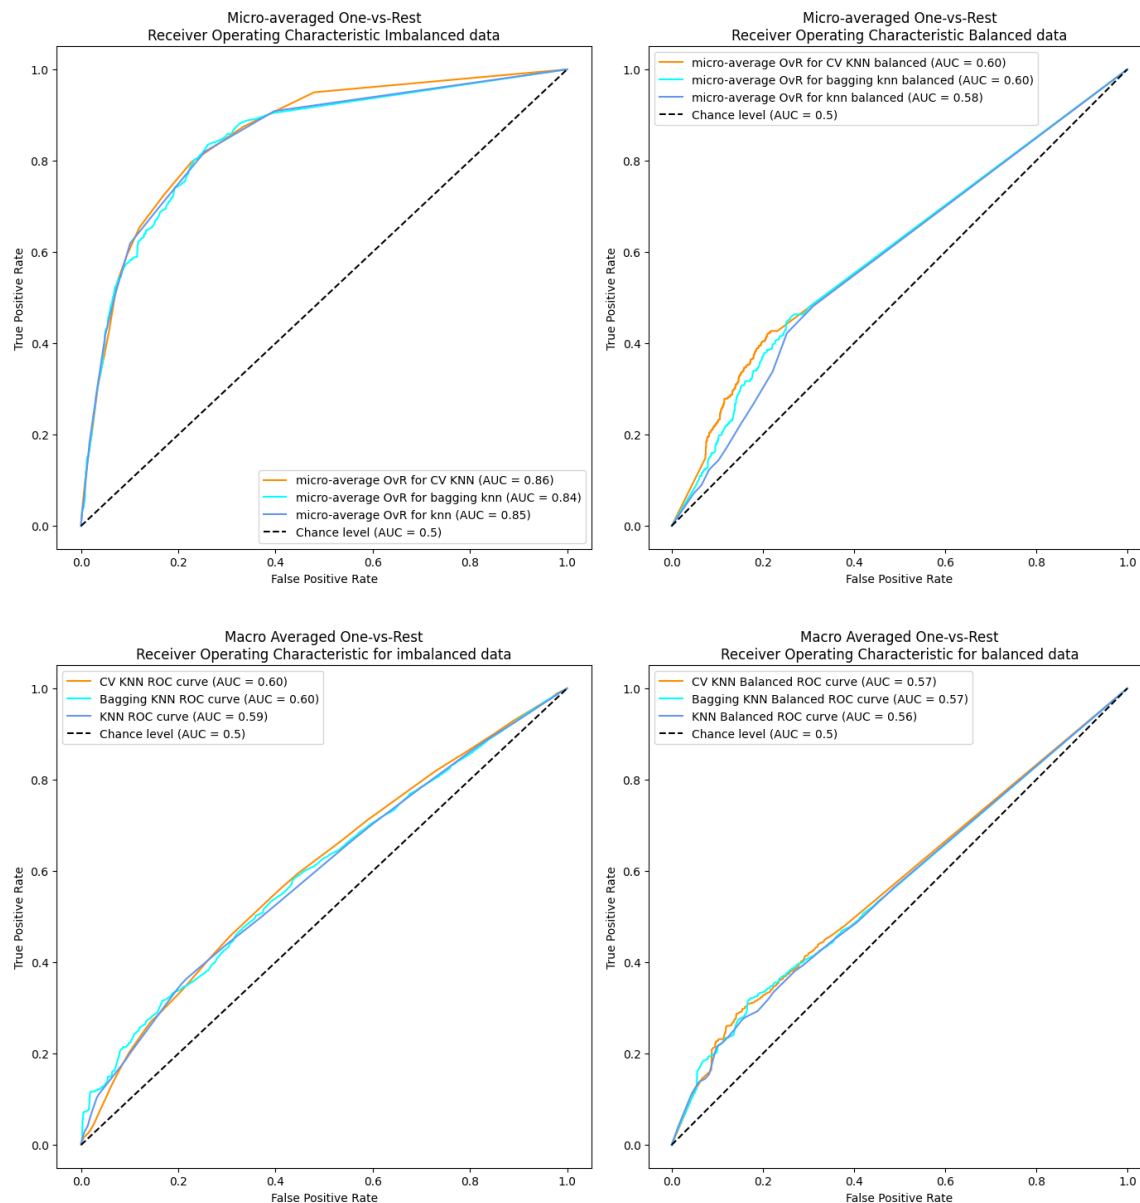 Micro-averaged One-vs-Rest
Receiver Operating Characteristic Imbalanced data
1.0
0.8
0.6
0.4
0.2
0.0
True Positive Rate
micro-average OvR for CV KNN (AUC = 0.86)
micro-average OvR for bagging knn (AUC = 0.84)
micro-average OvR for knn (AUC = 0.85)
Chance level (AUC = 0.5)
0.0 0.2 0.4 0.6 0.8 1.0
False Positive Rate
Micro-averaged One-vs-Rest
Receiver Operating Characteristic Balanced data
micro-average OvR for CV KNN balanced (AUC = 0.60)
micro-average OvR for bagging knn balanced (AUC = 0.60)
micro-average OvR for knn balanced (AUC = 0.58)
Chance level (AUC = 0.5)
1.0
0.8
0.6
0.4
0.2
0.0
True Positive Rate
0.0 0.2 0.4 0.6 0.8 1.0
False Positive Rate
Macro Averaged One-vs-Rest
Receiver Operating Characteristic for imbalanced data
CV KNN ROC curve (AUC = 0.60)
Bagging KNN ROC curve (AUC = 0.60)
KNN ROC curve (AUC = 0.59)
Chance level (AUC = 0.5)
1.0
0.8
0.6
0.4
0.2
0.0
True Positive Rate
0.0 0.2 0.4 0.6 0.8 1.0
False Positive Rate
Macro Averaged One-vs-Rest
Receiver Operating Characteristic for balanced data
CV KNN Balanced ROC curve (AUC = 0.57)
Bagging KNN Balanced ROC curve (AUC = 0.57)
KNN Balanced ROC curve (AUC = 0.56)
Chance level (AUC = 0.5)
1.0
0.8
0.6
0.4
0.2
0.0
True Positive Rate
0.0 0.2 0.4 0.6 0.8 1.0
False Positive Rate